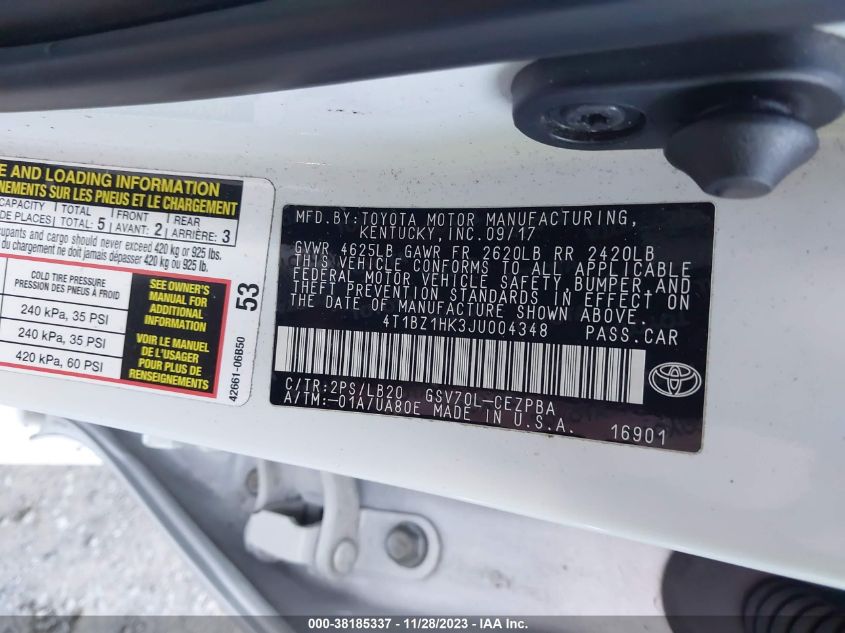 E AND LOADING INFORMATION
NEMENTS SUR LES PNEUS ET LE CHARGEMENT
CAPACITY TOTAL 5 FRONT 2 REAR 3
DE PLACES TOTAL: AVANT: ARRIÈRE:
upants and cargo should never exceed 420 kg or 925 lbs.
du chargement ne doit jamais dépasser 420 kg ou 925 lb.
COLD TIRE PRESSURE
PRESSION DES PNEUS À FROID
240 kPa, 35 PSI
240 kPa, 35 PSI
420 kPa, 60 PSI
SEE OWNER'S
MANUAL FOR
ADDITIONAL
INFORMATION
VOIR LE MANUEL
DE L'USAGER
POUR PLUS DE
RENSEIGNEMENTS
53
42661-06B50
MFD.BY:TOYOTA MOTOR MANUFACTURING,
KENTUCKY, INC.09/17
GVWR 4625LB GAWR FR 2620LB RR 2420LB
THIS VEHICLE CONFORMS TO ALL APPLICABLE
FEDERAL MOTOR VEHICLE SAFETY,BUMPER,AND
THEFT PREVENTION STANDARDS IN EFFECT ON
THE DATE OF MANUFACTURE SHOWN ABOVE.
4T1BZ1HK3JU004348 PASS.CAR
C/TR:2PS/LB20 GSV70L-CEZPBA
A/TM:-01A/UA80E MADE IN U.S.A.
16901
000-38185337 - 11/28/2023 - COPYRIGHT IAA, LLC. ALL RIGHTS RESERVED.